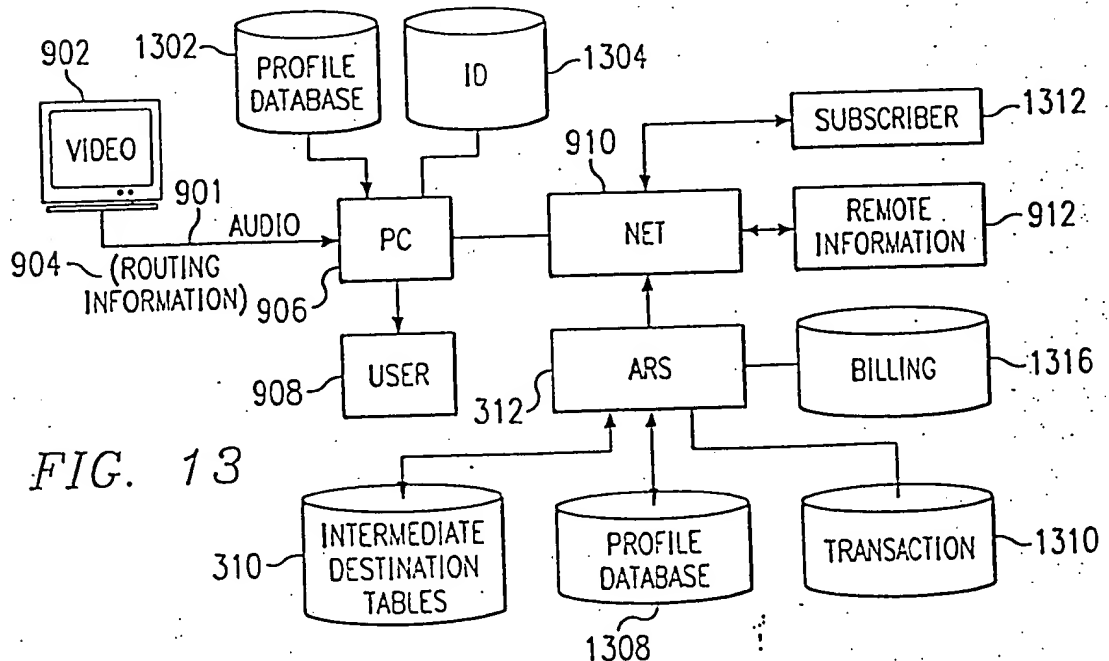 1302
PROFILE
DATABASE
ID
1304
902
VIDEO
901
AUDIO
904
(ROUTING
INFORMATION)
PC
906
USER
908
910
NET
SUBSCRIBER
1312
REMOTE
INFORMATION
912
ARS
312
BILLING
1316
FIG. 13
INTERMEDIATE
DESTINATION
TABLES
310
PROFILE
DATABASE
1308
TRANSACTION
1310